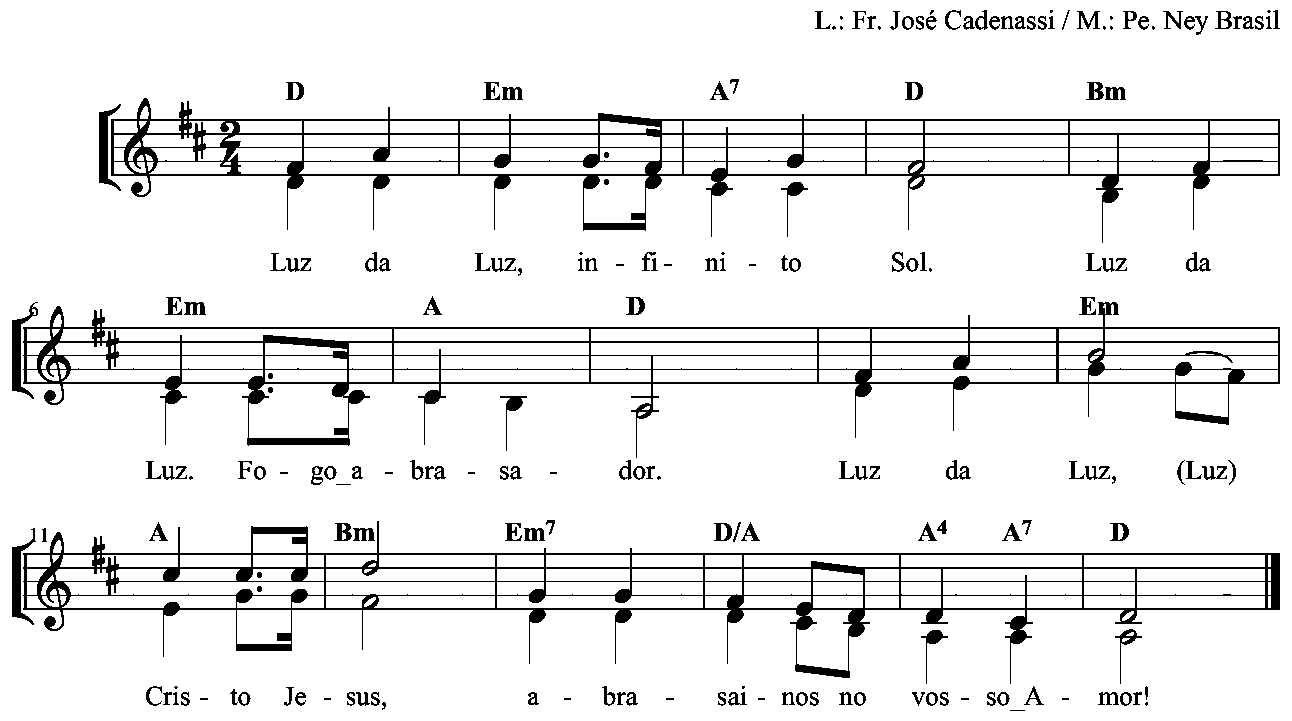 L.: Fr. José Cadenassi / M.: Pe. Ney Brasil
D Em A7 D Bm
2/4
Luz da Luz, in - fi - ni - to Sol. Luz da
6 Em A D Em
Luz. Fo - go_a - bra - sa - dor. Luz da Luz, (Luz)
11 A Bm Em7 D/A A4 A7 D
Cris - to Je - sus, a - bra - sai - nos no vos - so_A - mor!